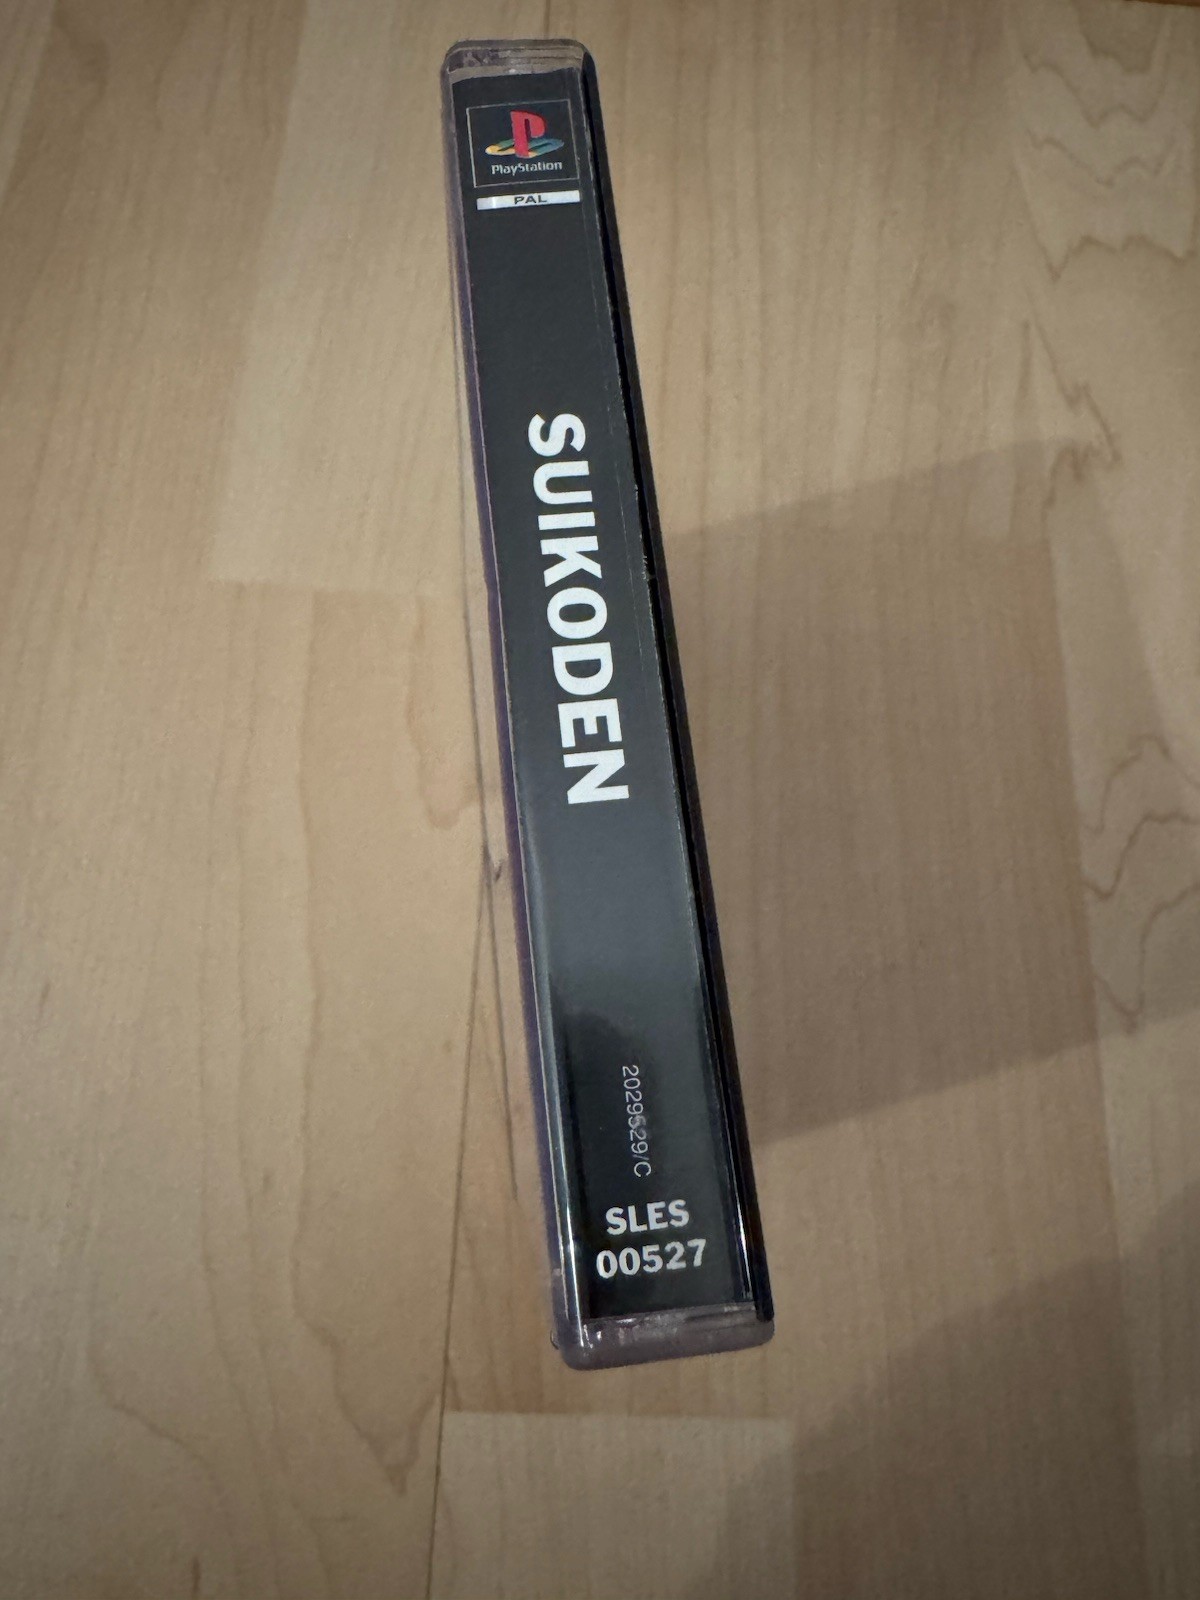 PlayStation
PAL
SUIKODEN
2029529/C
SLES
00527